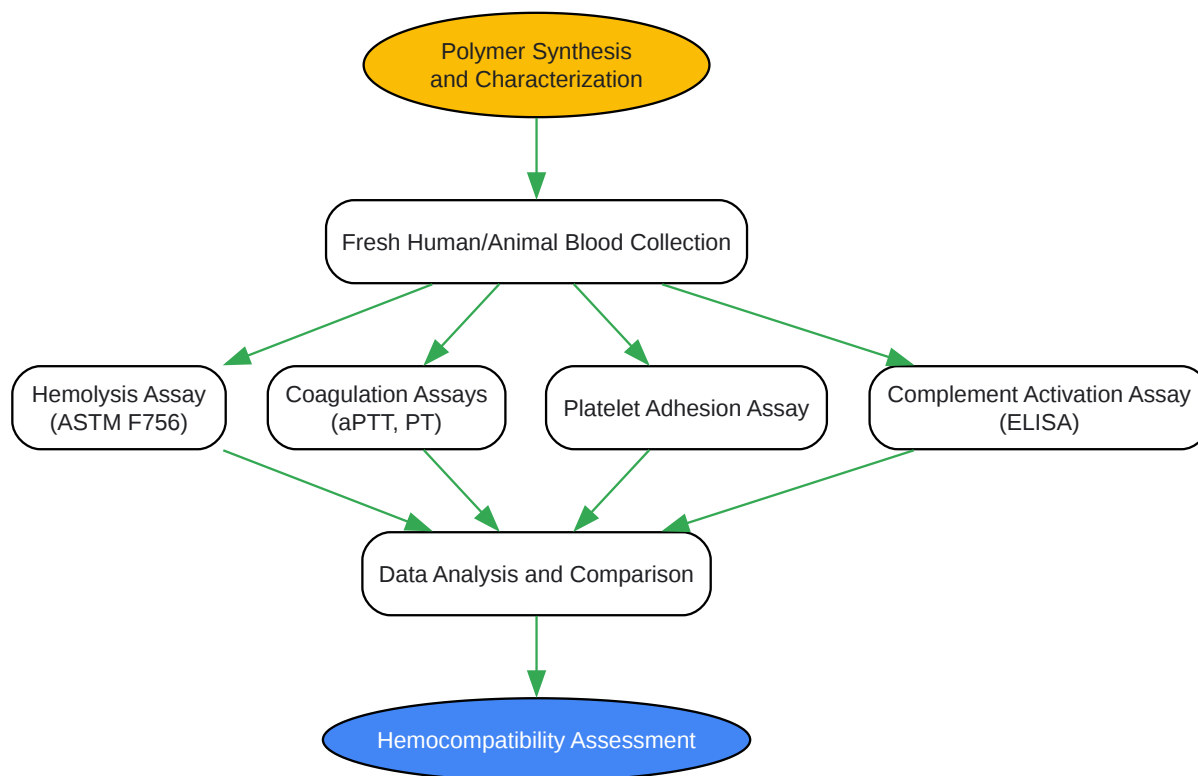 Polymer Synthesis
and Characterization
Fresh Human/Animal Blood Collection
Hemolysis Assay
(ASTM F756)
Coagulation Assays
(aPTT, PT)
Platelet Adhesion Assay
Complement Activation Assay
(ELISA)
Data Analysis and Comparison
Hemocompatibility Assessment